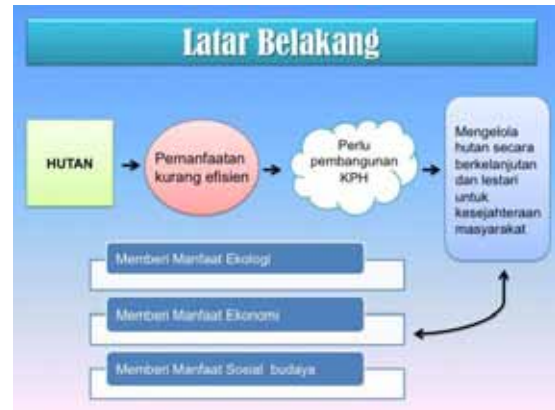 Latar Belakang
HUTAN
Pemanfaatan
kurang efisien
Perlu
pembangunan
KPH
Mengelola
hutan secara
berkelanjutan
dan lestari
untuk
kesejahteraan
masyarakat
Memberi Manfaat Ekologi
Memberi Manfaat Ekonomi
Memberi Manfaat Sosial budaya